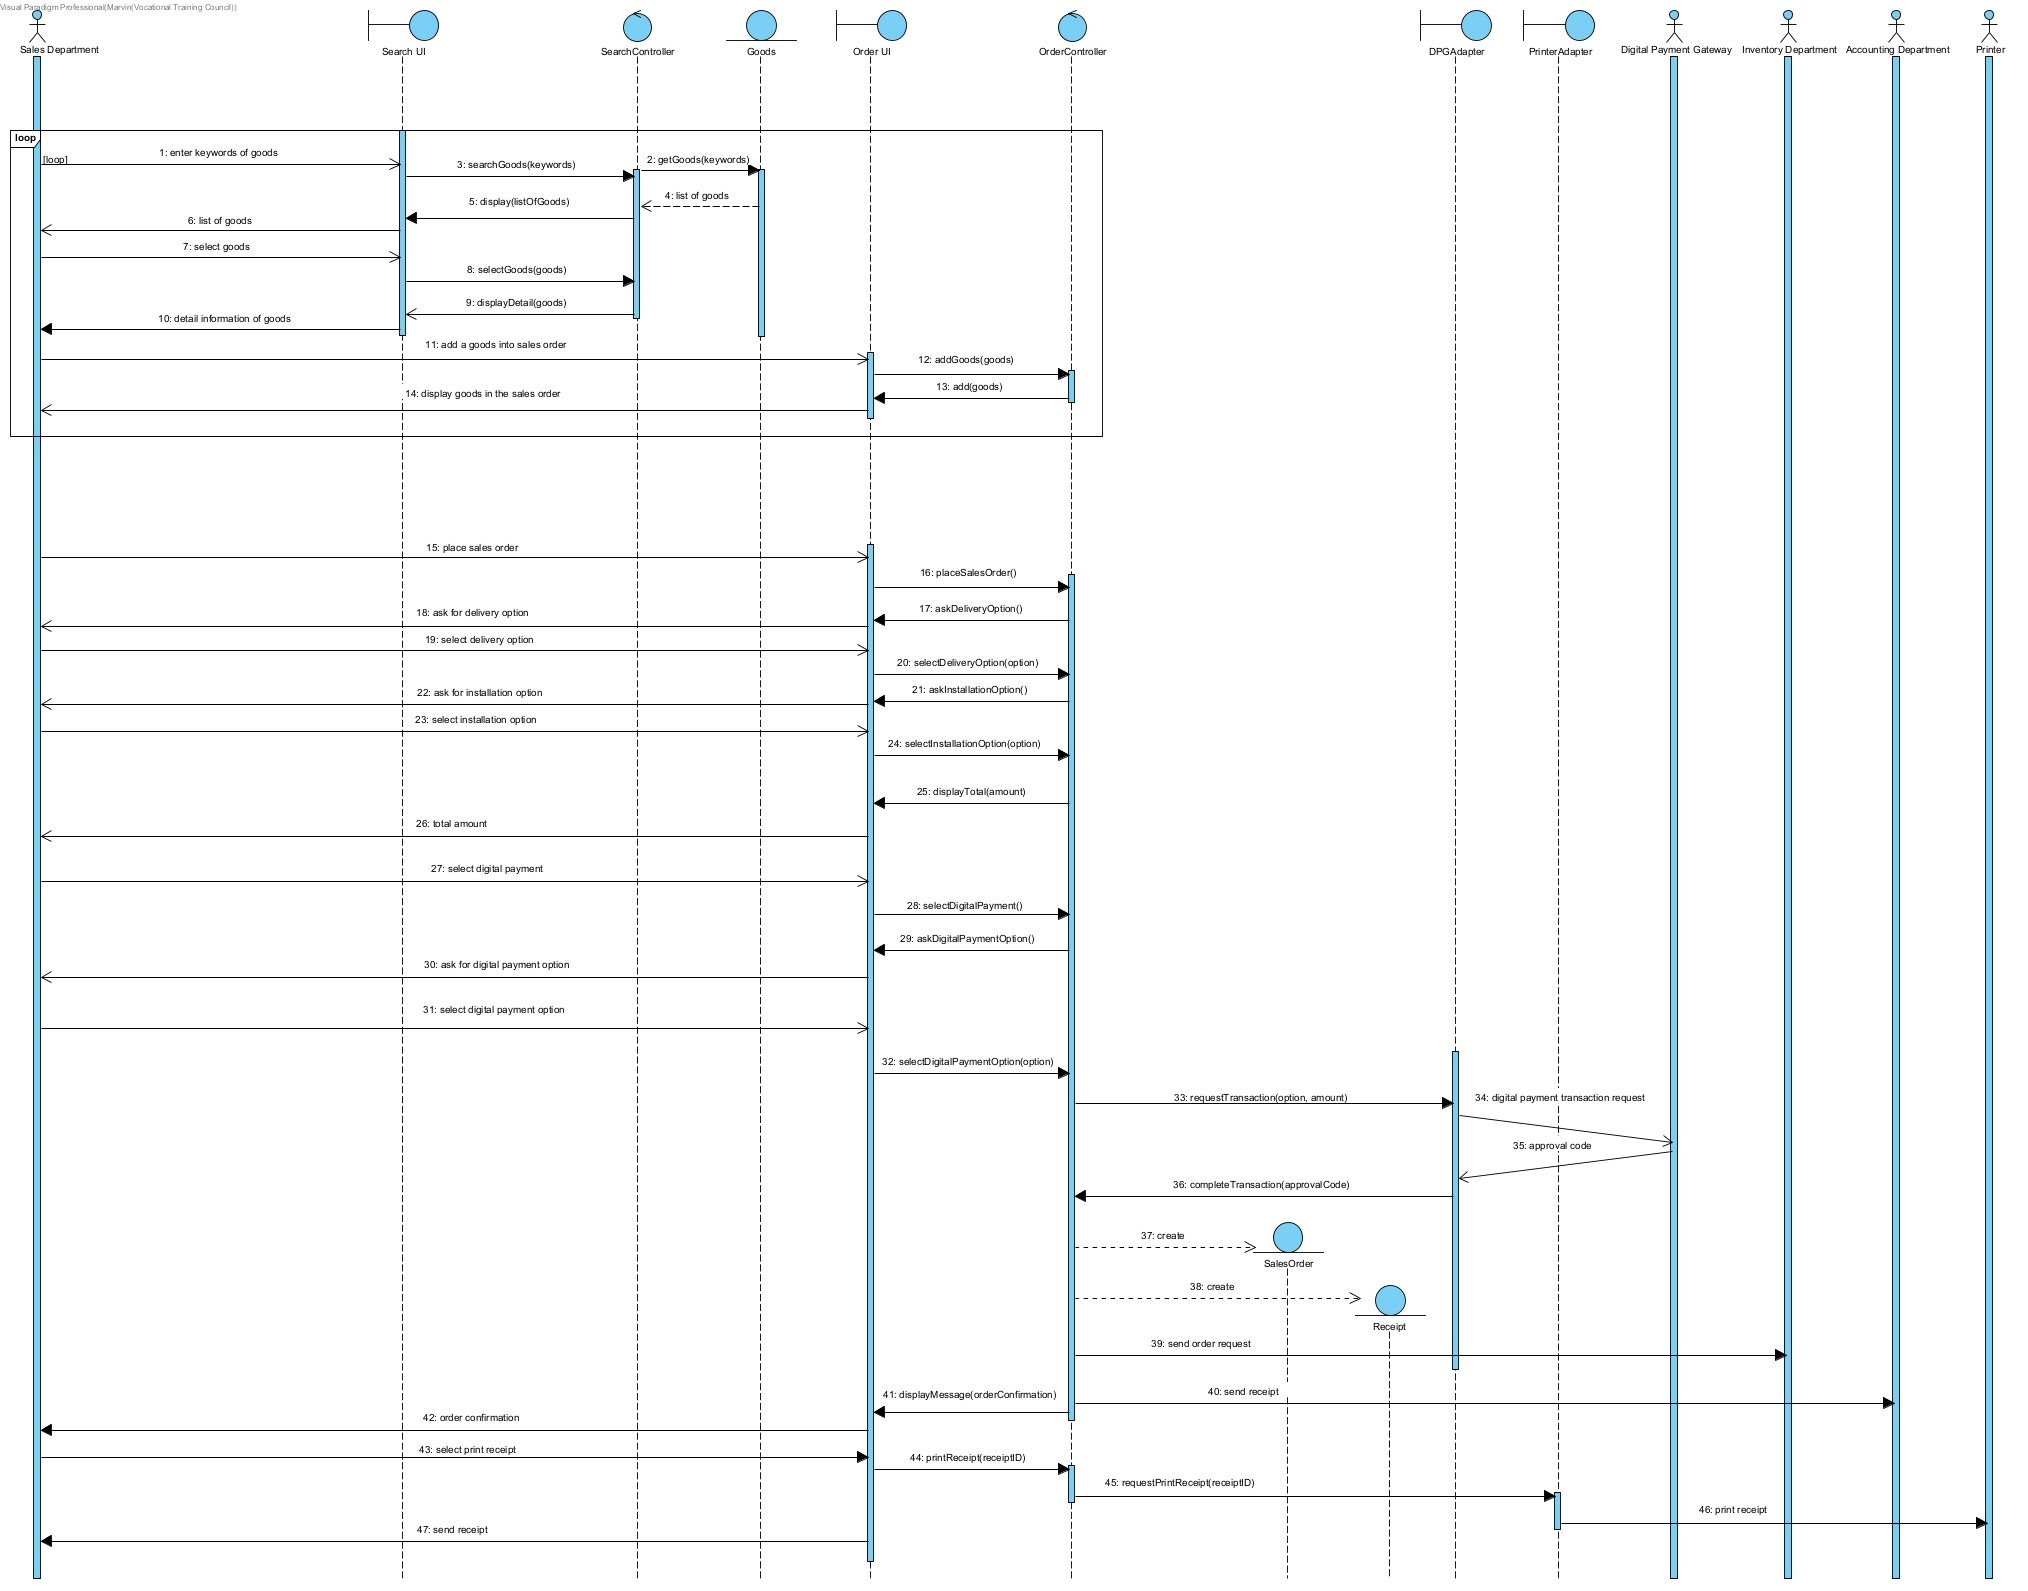 Visual Paradigm Professional(Marvin(Vocational Training Council))
Sales Department
Search UI
SearchController
Goods
Order UI
OrderController
DPGAdapter
PrinterAdapter
Digital Payment Gateway
Inventory Department
Accounting Department
Printer
loop
[loop]
1: enter keywords of goods
2: getGoods(keywords)
3: searchGoods(keywords)
4: list of goods
5: display(listOfGoods)
6: list of goods
7: select goods
8: selectGoods(goods)
9: displayDetail(goods)
10: detail information of goods
11: add a goods into sales order
12: addGoods(goods)
13: add(goods)
14: display goods in the sales order
15: place sales order
16: placeSalesOrder()
17: askDeliveryOption()
18: ask for delivery option
19: select delivery option
20: selectDeliveryOption(option)
21: askInstallationOption()
22: ask for installation option
23: select installation option
24: selectInstallationOption(option)
25: displayTotal(amount)
26: total amount
27: select digital payment
28: selectDigitalPayment()
29: askDigitalPaymentOption()
30: ask for digital payment option
31: select digital payment option
32: selectDigitalPaymentOption(option)
33: requestTransaction(option, amount)
34: digital payment transaction request
35: approval code
36: completeTransaction(approvalCode)
37: create
SalesOrder
38: create
Receipt
39: send order request
40: send receipt
41: displayMessage(orderConfirmation)
42: order confirmation
43: select print receipt
44: printReceipt(receiptID)
45: requestPrintReceipt(receiptID)
46: print receipt
47: send receipt